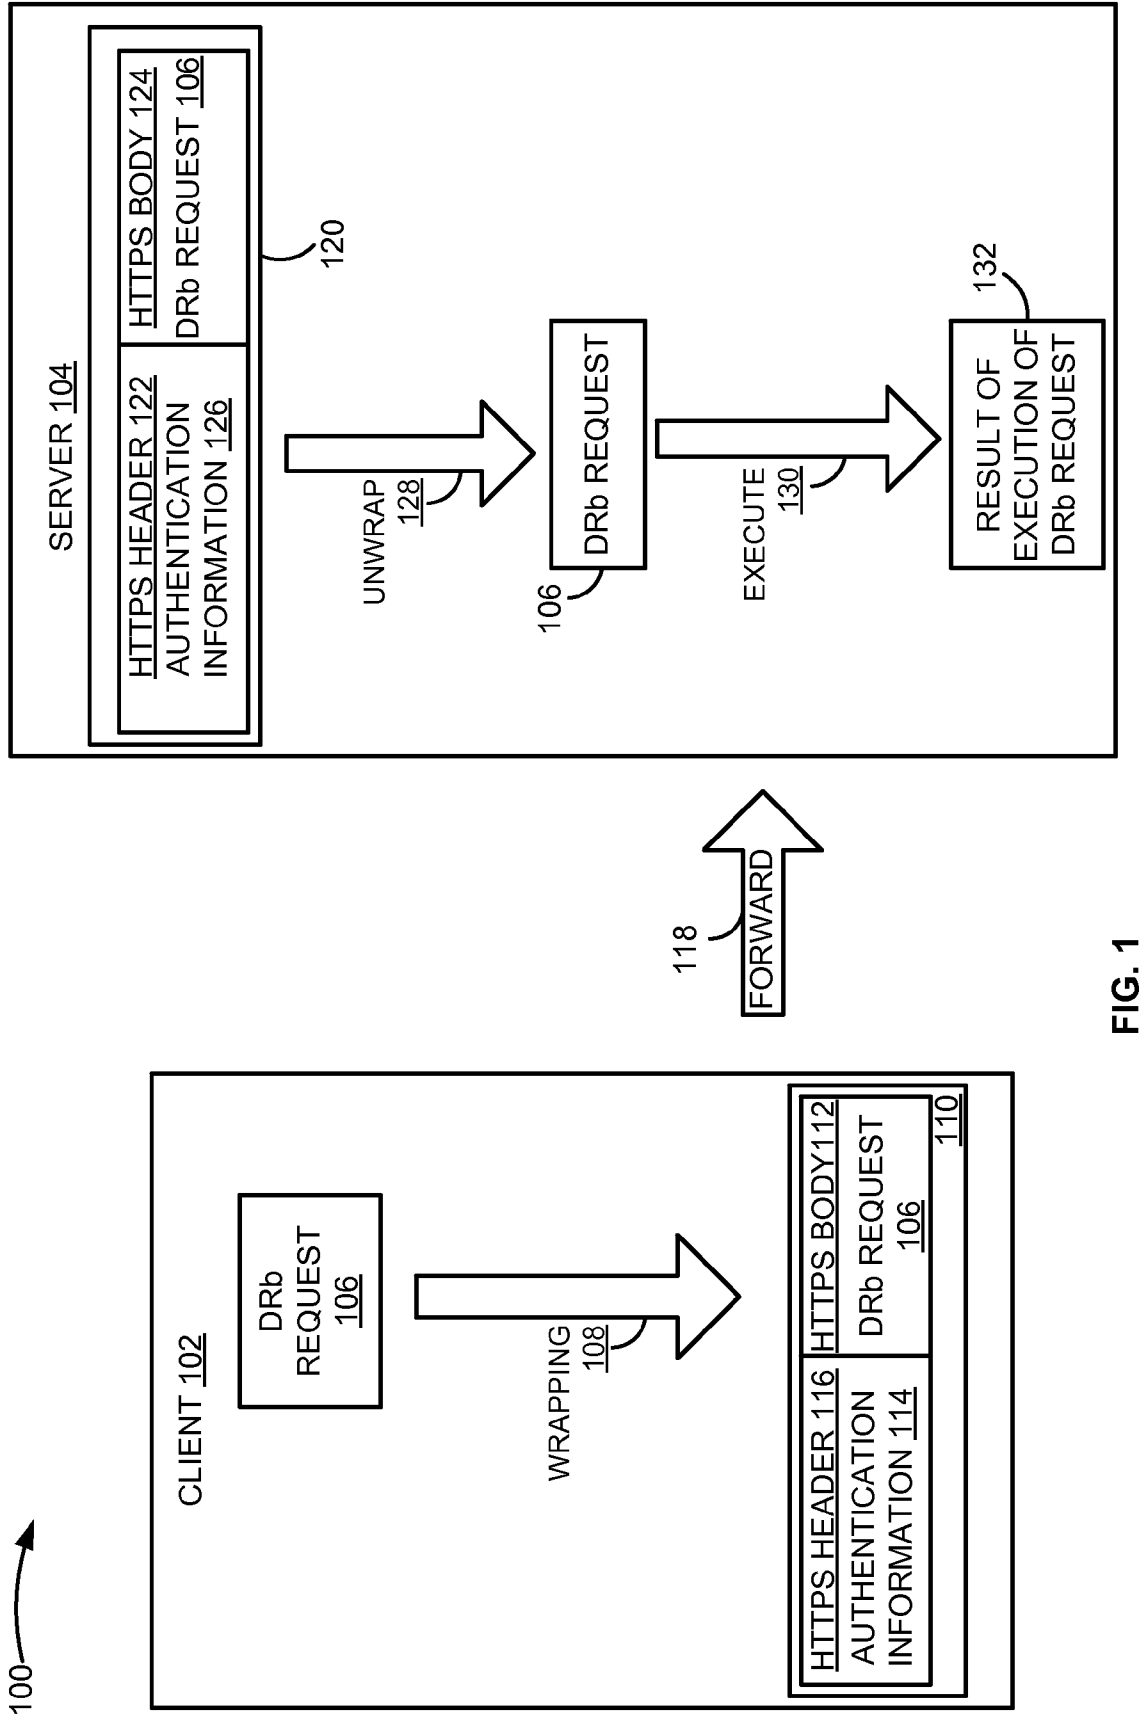 100
CLIENT 102
DRb
REQUEST
106
WRAPPING
108
HTTPS HEADER 116
AUTHENTICATION
INFORMATION 114
HTTPS BODY112
DRb REQUEST
106
110
118
FORWARD
SERVER 104
HTTPS HEADER 122
AUTHENTICATION
INFORMATION 126
HTTPS BODY 124
DRb REQUEST 106
120
UNWRAP
128
DRb REQUEST
106
EXECUTE
130
RESULT OF
EXECUTION OF
DRb REQUEST
132
FIG. 1